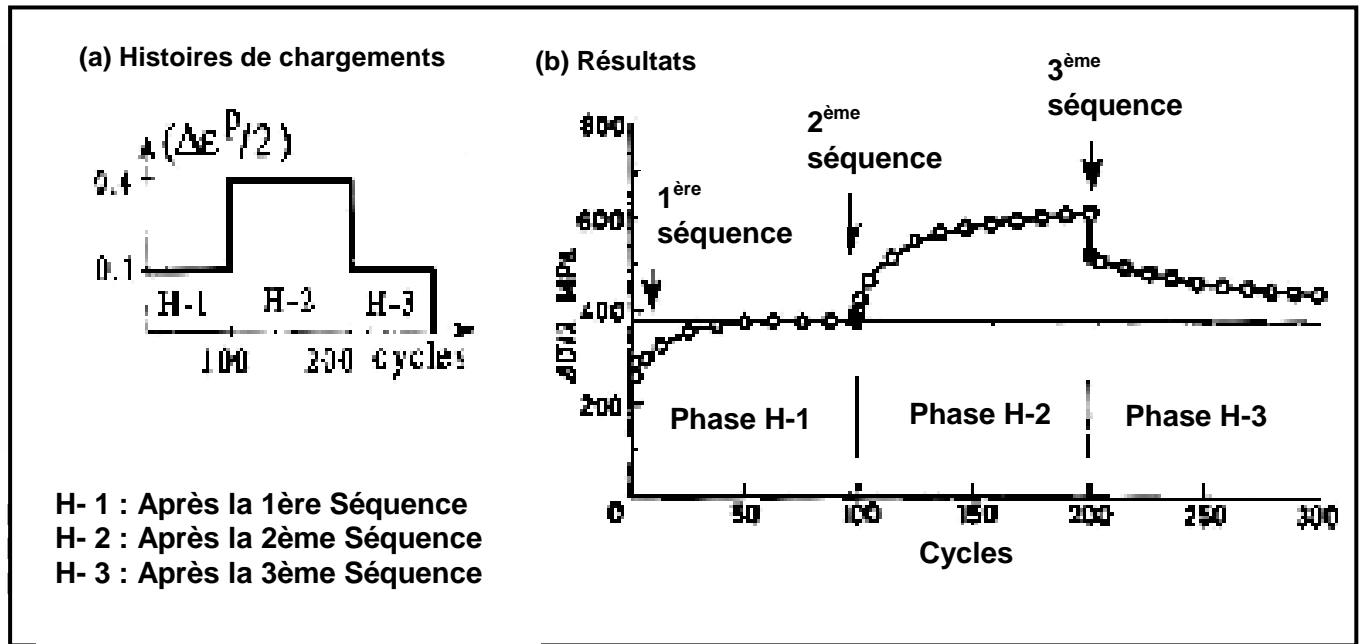 (a) Histoires de chargements
(Δε^p/2)
0.4
0.1
H-1
H-2
H-3
100
200
cycles
H- 1 : Après la 1ère Séquence
H- 2 : Après la 2ème Séquence
H- 3 : Après la 3ème Séquence
(b) Résultats
1ère
séquence
2ème
séquence
3ème
séquence
800
600
400
200
0
MPa
Phase H-1
Phase H-2
Phase H-3
50
100
150
200
250
300
Cycles